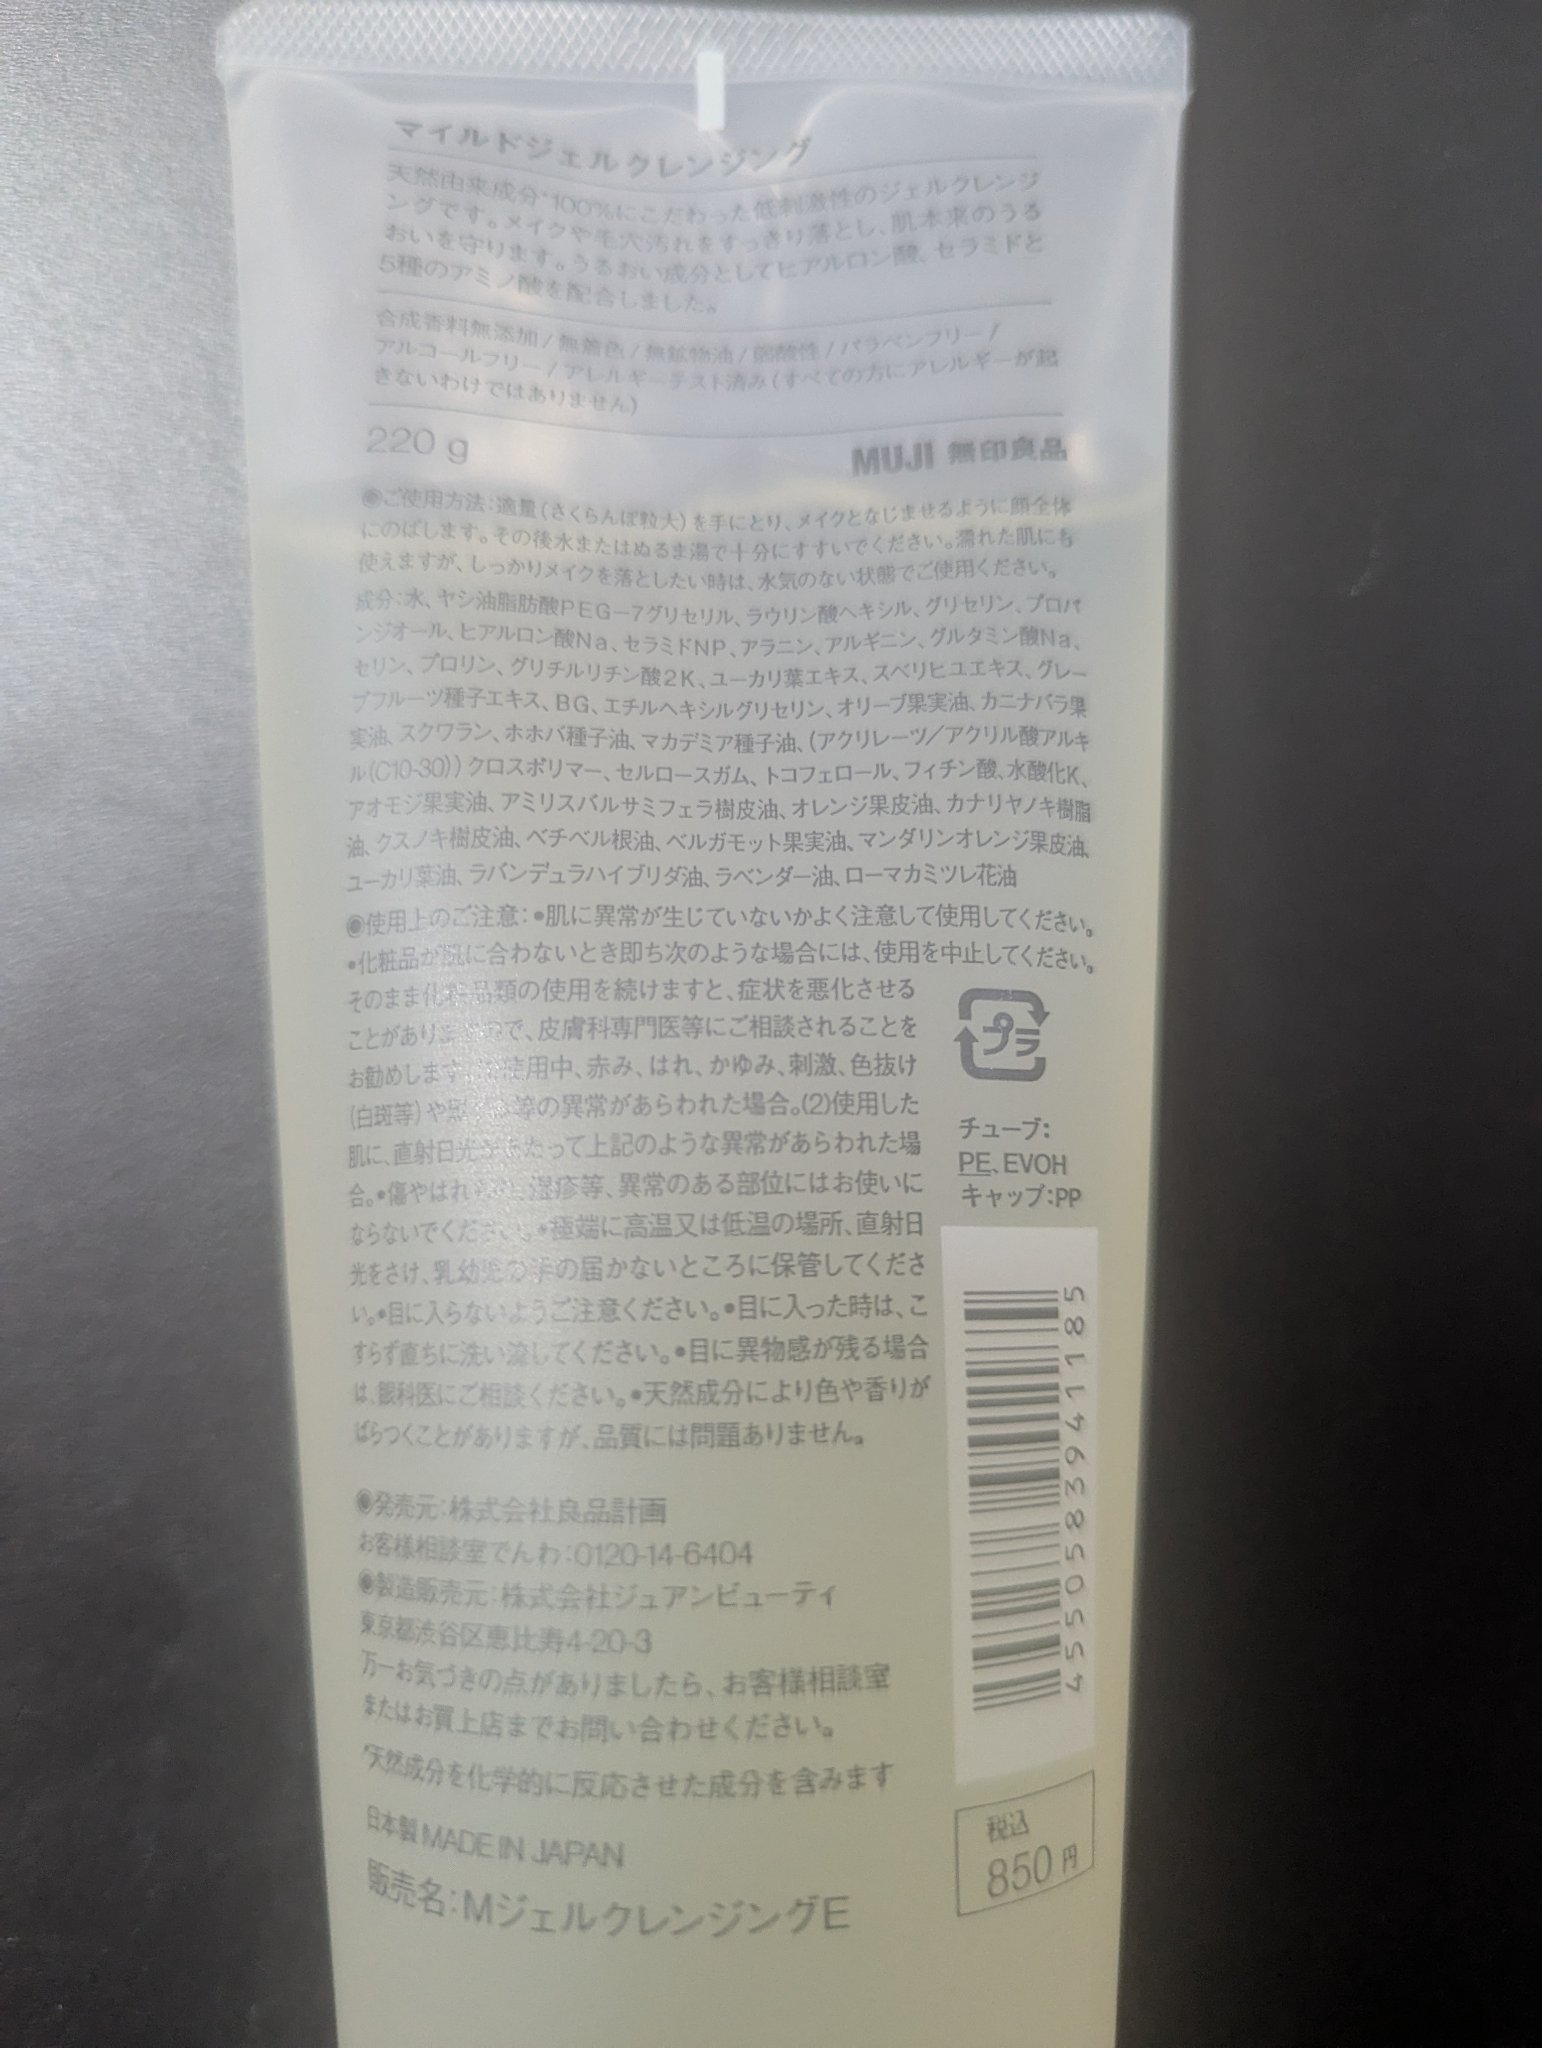 マイルドジェルクレンジング
天然由来成分*100%にこだわった低刺激性のジェルクレンジ
ングです。メイクや毛穴汚れをすっきり落とし、肌本来のうる
おいを守ります。うるおい成分としてヒアルロン酸、セラミドと
5種のアミノ酸を配合しました。
合成香料無添加/無着色/無鉱物油/弱酸性/パラベンフリー/
アルコールフリー/アレルギーテスト済み(すべての方にアレルギーが起
きないわけではありません)
220 g
MUJI 無印良品
◉ご使用方法:適量(さくらんぼ粒大)を手にとり、メイクとなじませるように顔全体
にのばします。その後水またはぬるま湯で十分にすすいでください。濡れた肌にも
使えますが、しっかりメイクを落としたい時は、水気のない状態でご使用ください。
成分:水、ヤシ油脂肪酸PEG-7グリセリル、ラウリン酸ヘキシル、グリセリン、プロパ
ンジオール、ヒアルロン酸Na、セラミドNP、アラニン、アルギニン、グルタミン酸Na、
セリン、プロリン、グリチルリチン酸2K、ユーカリ葉エキス、スベリヒユエキス、グレー
プフルーツ種子エキス、BG、エチルヘキシルグリセリン、オリーブ果実油、カニナバラ果
実油、スクワラン、ホホバ種子油、マカデミア種子油、(アクリレーツ/アクリル酸アルキ
ル(C10-30))クロスポリマー、セルロースガム、トコフェロール、フィチン酸、水酸化K、
アオモジ果実油、アミリスバルサミフェラ樹皮油、オレンジ果皮油、カナリヤノキ樹脂
油、クスノキ樹皮油、ベチベル根油、ベルガモット果実油、マンダリンオレンジ果皮油、
ユーカリ葉油、ラバンデュラハイブリダ油、ラベンダー油、ローマカミツレ花油
◉使用上のご注意:●肌に異常が生じていないかよく注意して使用してください。
●化粧品が肌に合わないとき即ち次のような場合には、使用を中止してください。
そのまま化粧品類の使用を続けますと、症状を悪化させる
ことがありますので、皮膚科専門医等にご相談されることを
お勧めします 使用中、赤み、はれ、かゆみ、刺激、色抜け
(白斑等)や 等の異常があらわれた場合。(2)使用した
肌に、直射日光があたって上記のような異常があらわれた場
合。●傷やはれ 湿疹等、異常のある部位にはお使いに
ならないでください。●極端に高温又は低温の場所、直射日
光をさけ、乳幼児の手の届かないところに保管してくださ
い。●目に入らないようご注意ください。●目に入った時は、こ
すらず直ちに洗い流してください。●目に異物感が残る場合
は、眼科医にご相談ください。●天然成分により色や香りが
ばらつくことがありますが、品質には問題ありません。
プラ
チューブ:
PE、EVOH
キャップ:PP
4550583941185
◉発売元:株式会社良品計画
お客様相談室でんわ:0120-14-6404
◉製造販売元:株式会社ジュアンビューティ
東京都渋谷区恵比寿4-20-3
万一お気づきの点がありましたら、お客様相談室
またはお買上店までお問い合わせください。
*天然成分を化学的に反応させた成分を含みます
日本製 MADE IN JAPAN
販売名:MジェルクレンジングE
税込
850円